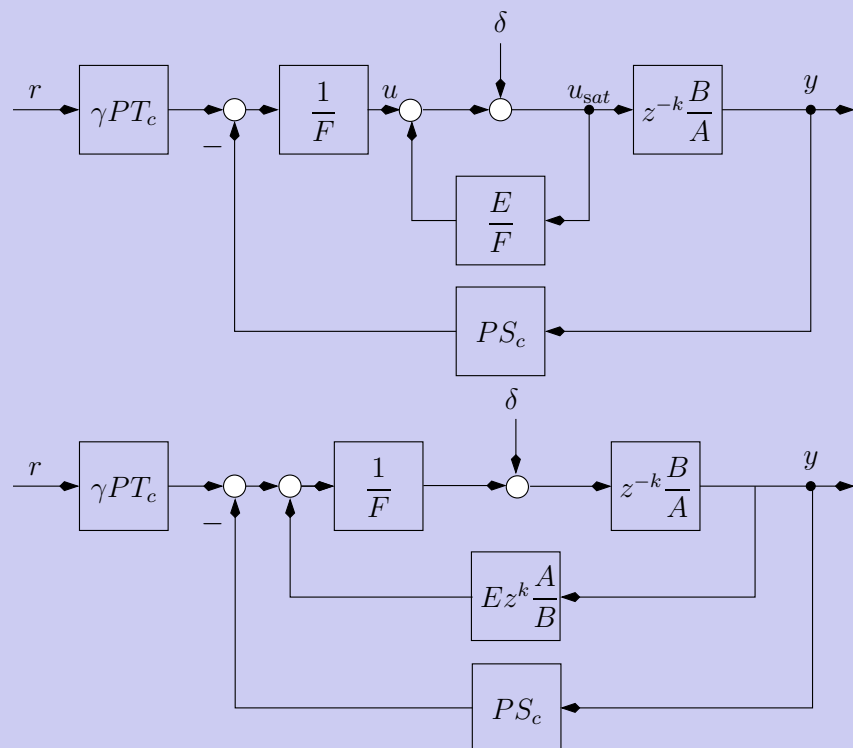 δ
r
γPT_c
−
1/F
u
u_sat
z^{-k} B/A
y
E/F
PS_c
δ
r
γPT_c
−
1/F
z^{-k} B/A
y
Ez^k A/B
PS_c